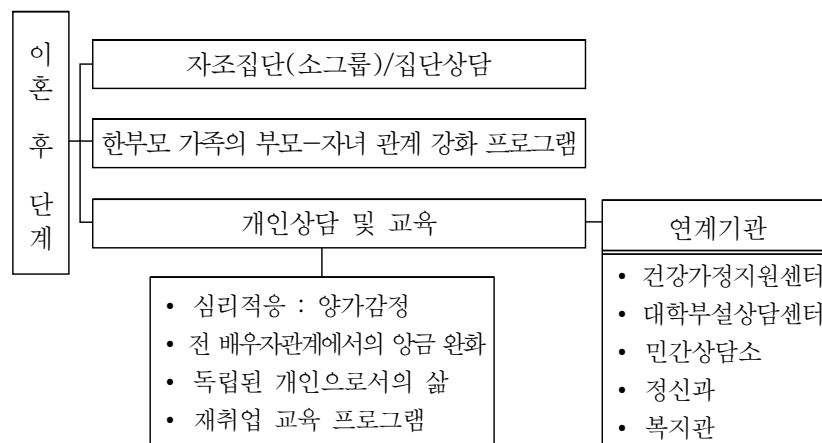 이혼 후 단계
자조집단(소그룹)/집단상담
한부모 가족의 부모-자녀 관계 강화 프로그램
개인상담 및 교육
• 심리적응 : 양가감정
• 전 배우자관계에서의 앙금 완화
• 독립된 개인으로서의 삶
• 재취업 교육 프로그램
연계기관
• 건강가정지원센터
• 대학부설상담센터
• 민간상담소
• 정신과
• 복지관